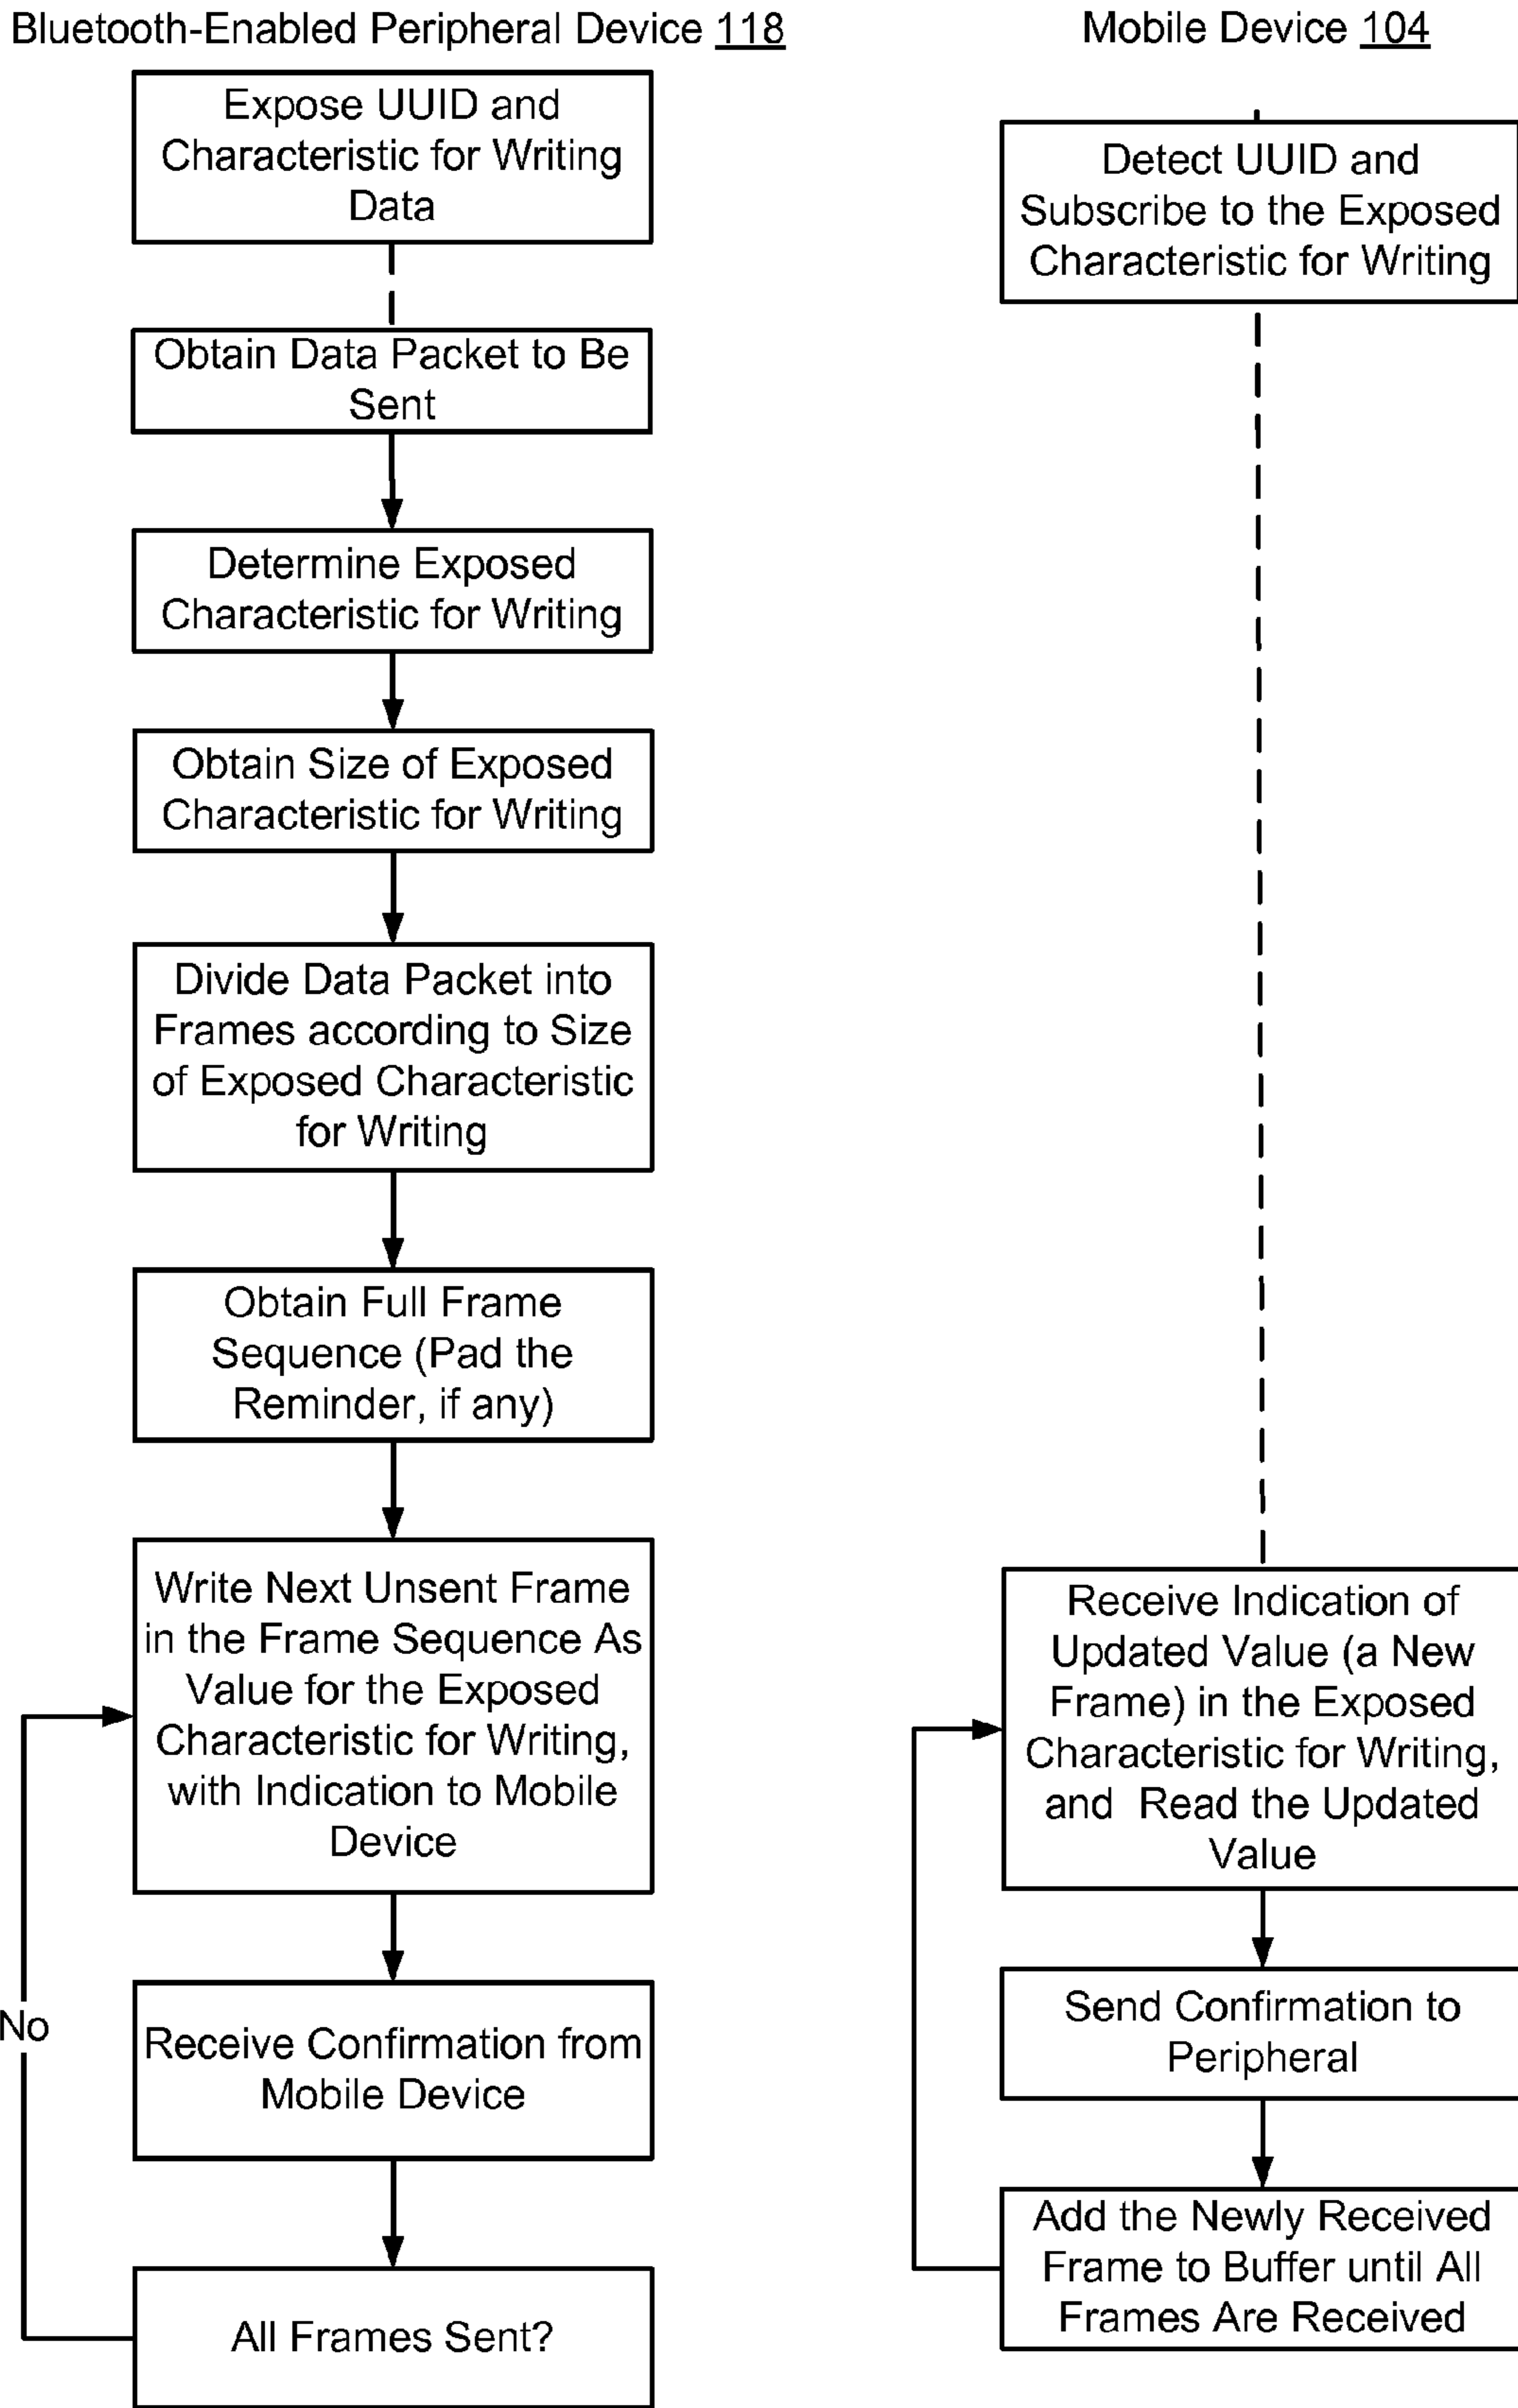 Bluetooth-Enabled Peripheral Device 118
Expose UUID and
Characteristic for Writing
Data
Obtain Data Packet to Be
Sent
Determine Exposed
Characteristic for Writing
Obtain Size of Exposed
Characteristic for Writing
Divide Data Packet into
Frames according to Size
of Exposed Characteristic
for Writing
Obtain Full Frame
Sequence (Pad the
Reminder, if any)
Write Next Unsent Frame
in the Frame Sequence As
Value for the Exposed
Characteristic for Writing,
with Indication to Mobile
Device
No
Receive Confirmation from
Mobile Device
All Frames Sent?
Mobile Device 104
Detect UUID and
Subscribe to the Exposed
Characteristic for Writing
Receive Indication of
Updated Value (a New
Frame) in the Exposed
Characteristic for Writing,
and Read the Updated
Value
Send Confirmation to
Peripheral
Add the Newly Received
Frame to Buffer until All
Frames Are Received